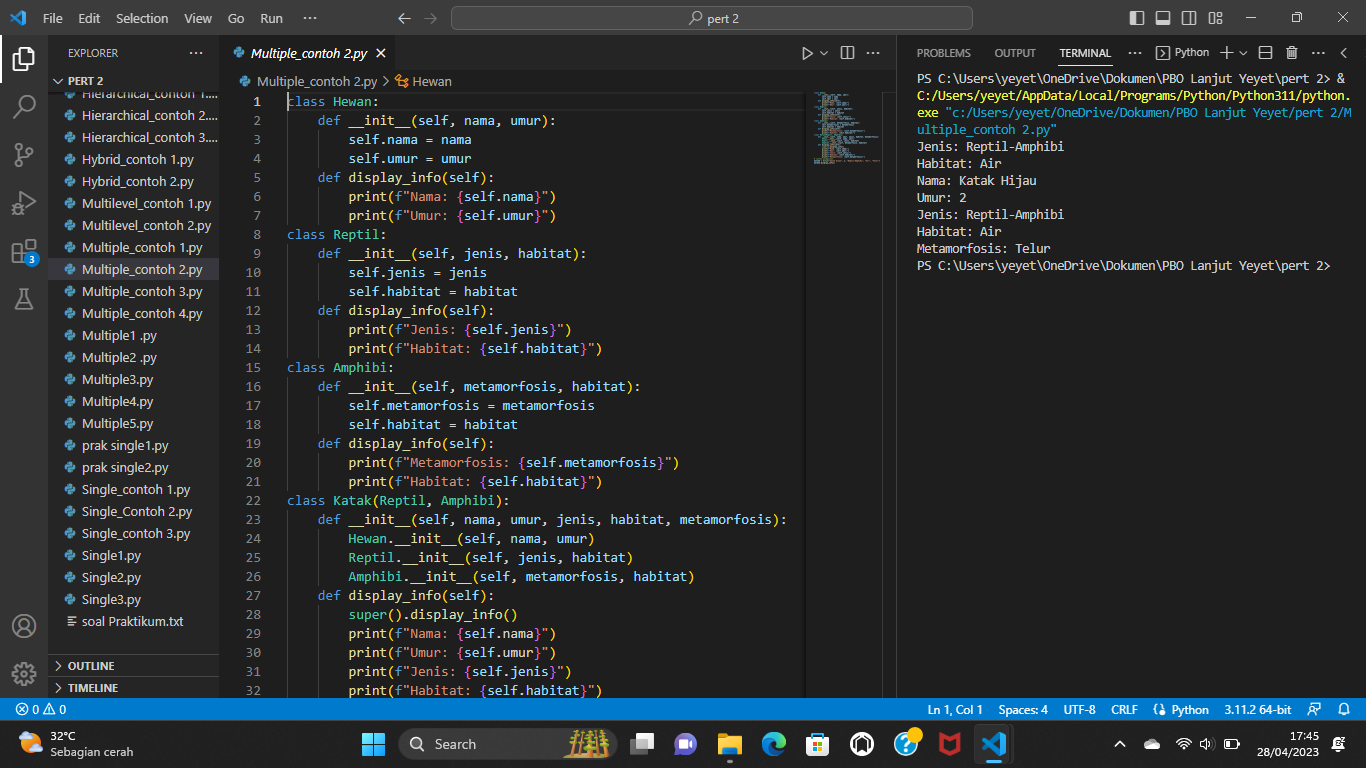 File Edit Selection View Go Run ··· pert 2
EXPLORER ···
PERT 2
Hierarchical_contoh 1....
Hierarchical_contoh 2....
Hierarchical_contoh 3....
Hybrid_contoh 1.py
Hybrid_contoh 2.py
Multilevel_contoh 1.py
Multilevel_contoh 2.py
Multiple_contoh 1.py
Multiple_contoh 2.py
Multiple_contoh 3.py
Multiple_contoh 4.py
Multiple1 .py
Multiple2 .py
Multiple3.py
Multiple4.py
Multiple5.py
prak single1.py
prak single2.py
Single_contoh 1.py
Single_Contoh 2.py
Single_contoh 3.py
Single1.py
Single2.py
Single3.py
soal Praktikum.txt
OUTLINE
TIMELINE
3
Multiple_contoh 2.py
Multiple_contoh 2.py > Hewan
1 class Hewan:
2     def __init__(self, nama, umur):
3         self.nama = nama
4         self.umur = umur
5     def display_info(self):
6         print(f"Nama: {self.nama}")
7         print(f"Umur: {self.umur}")
8 class Reptil:
9     def __init__(self, jenis, habitat):
10         self.jenis = jenis
11         self.habitat = habitat
12     def display_info(self):
13         print(f"Jenis: {self.jenis}")
14         print(f"Habitat: {self.habitat}")
15 class Amphibi:
16     def __init__(self, metamorfosis, habitat):
17         self.metamorfosis = metamorfosis
18         self.habitat = habitat
19     def display_info(self):
20         print(f"Metamorfosis: {self.metamorfosis}")
21         print(f"Habitat: {self.habitat}")
22 class Katak(Reptil, Amphibi):
23     def __init__(self, nama, umur, jenis, habitat, metamorfosis):
24         Hewan.__init__(self, nama, umur)
25         Reptil.__init__(self, jenis, habitat)
26         Amphibi.__init__(self, metamorfosis, habitat)
27     def display_info(self):
28         super().display_info()
29         print(f"Nama: {self.nama}")
30         print(f"Umur: {self.umur}")
31         print(f"Jenis: {self.jenis}")
32         print(f"Habitat: {self.habitat}")
PROBLEMS OUTPUT TERMINAL ··· Python
PS C:\Users\yeyet\OneDrive\Dokumen\PBO Lanjut Yeyet\pert 2> &
C:/Users/yeyet/AppData/Local/Programs/Python/Python311/python.
exe "c:/Users/yeyet/OneDrive/Dokumen/PBO Lanjut Yeyet/pert 2/M
ultiple_contoh 2.py"
Jenis: Reptil-Amphibi
Habitat: Air
Nama: Katak Hijau
Umur: 2
Jenis: Reptil-Amphibi
Habitat: Air
Metamorfosis: Telur
PS C:\Users\yeyet\OneDrive\Dokumen\PBO Lanjut Yeyet\pert 2>
0 0 Ln 1, Col 1 Spaces: 4 UTF-8 CRLF Python 3.11.2 64-bit
32°C
Sebagian cerah
Search
17:45
28/04/2023